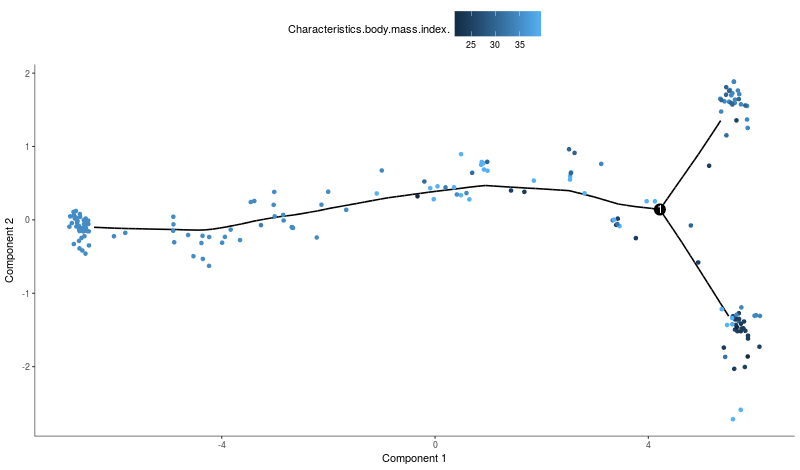 Characteristics.body.mass.index.
25 30 35
2
1
0
-1
-2
Component 2
1
-4 0 4
Component 1